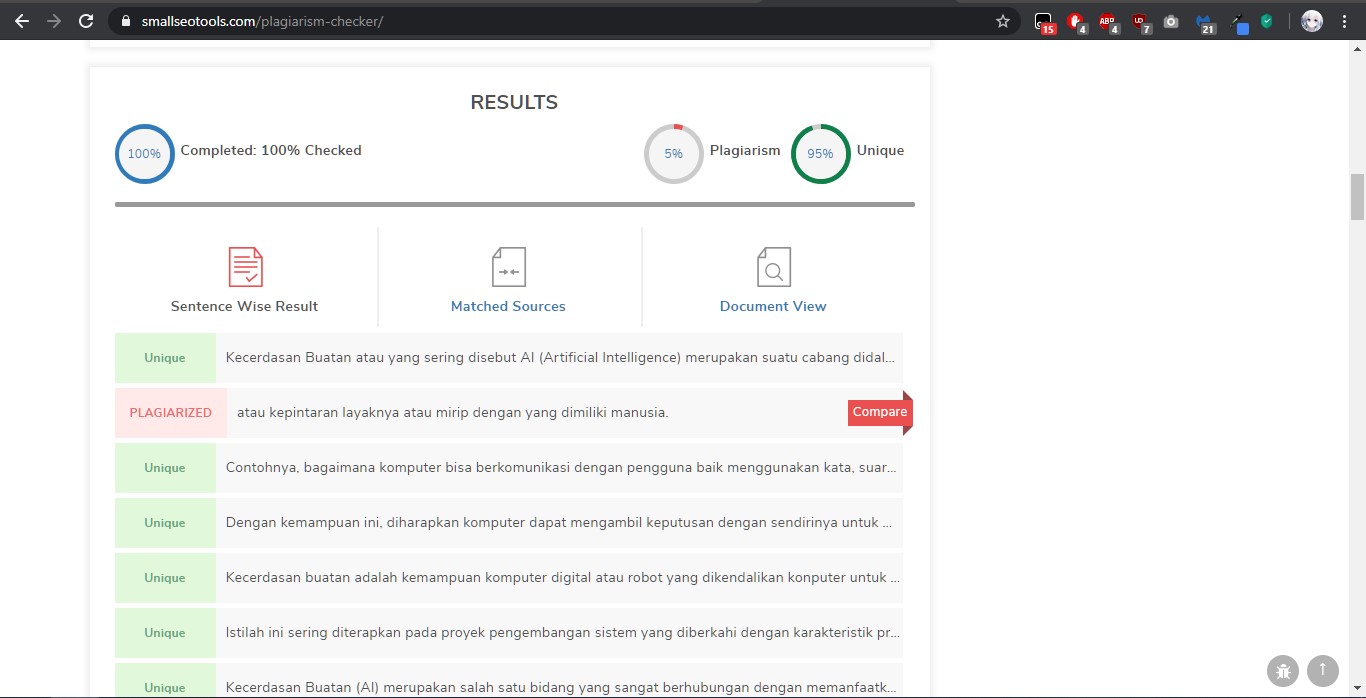 smallseotools.com/plagiarism-checker/
15
4
4
7
21
RESULTS
100% Completed: 100% Checked
5% Plagiarism
95% Unique
Sentence Wise Result
Matched Sources
Document View
Unique Kecerdasan Buatan atau yang sering disebut AI (Artificial Intelligence) merupakan suatu cabang didal...
PLAGIARIZED atau kepintaran layaknya atau mirip dengan yang dimiliki manusia. Compare
Unique Contohnya, bagaimana komputer bisa berkomunikasi dengan pengguna baik menggunakan kata, suar...
Unique Dengan kemampuan ini, diharapkan komputer dapat mengambil keputusan dengan sendirinya untuk ...
Unique Kecerdasan buatan adalah kemampuan komputer digital atau robot yang dikendalikan konputer untuk ...
Unique Istilah ini sering diterapkan pada proyek pengembangan sistem yang diberkahi dengan karakteristik pr...
Unique Kecerdasan Buatan (AI) merupakan salah satu bidang yang sangat berhubungan dengan memanfaatk...